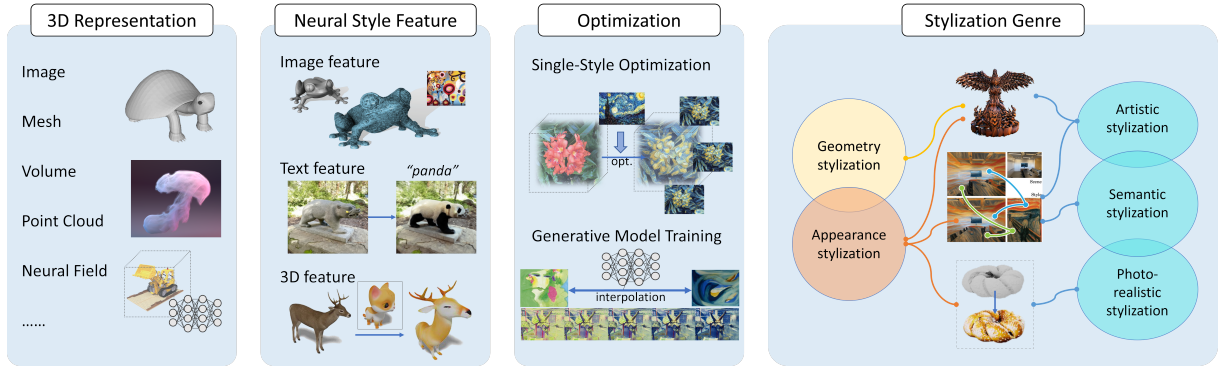 3D Representation
Image
Mesh
Volume
Point Cloud
Neural Field
......
Neural Style Feature
Image feature
Text feature
“panda”
3D feature
Optimization
Single-Style Optimization
opt.
Generative Model Training
interpolation
Stylization Genre
Geometry
stylization
Appearance
stylization
Scene
Style
Artistic
stylization
Semantic
stylization
Photo-
realistic
stylization